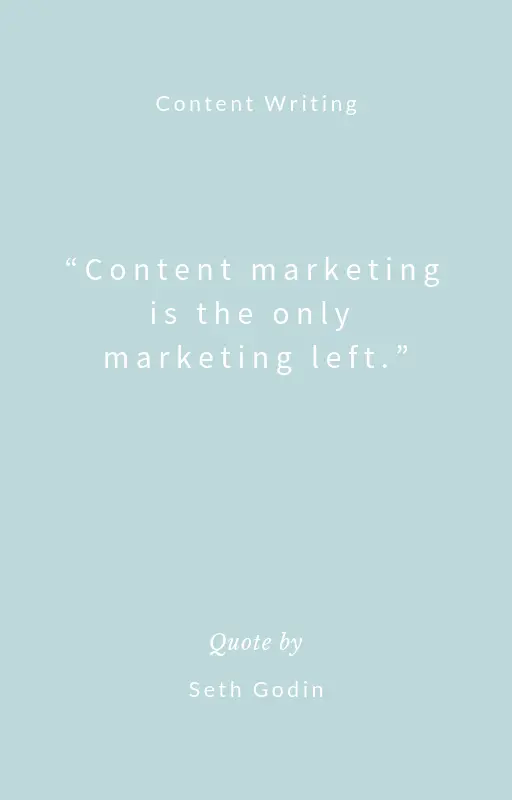 Content Writing
“Content marketing
is the only
marketing left.”
Quote by
Seth Godin